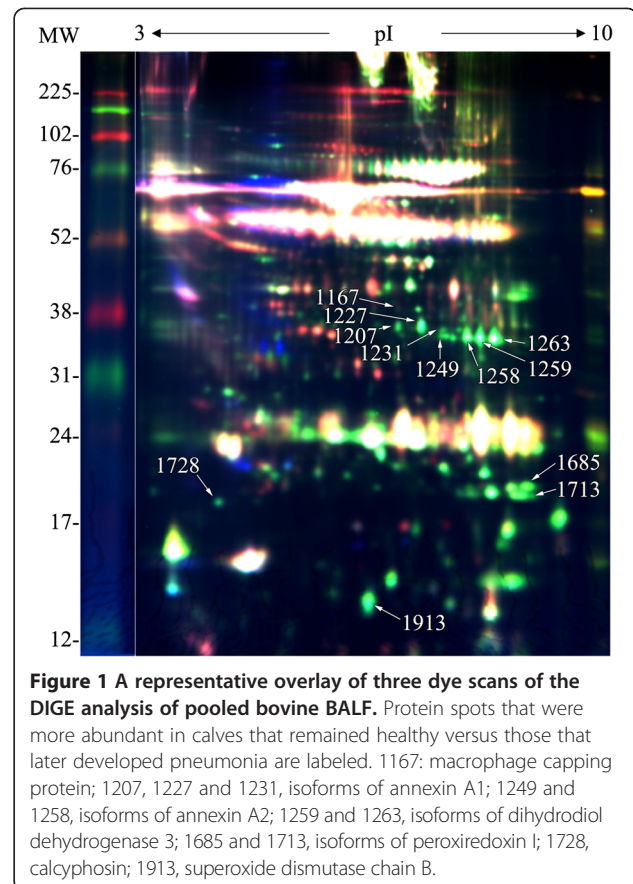 MW 3 pI 10
225-
102-
76-
52-
38-
31-
24-
17-
12-
1167
1227
1207
1231
1249
1258
1259
1263
1728
1685
1713
1913
Figure 1 A representative overlay of three dye scans of the
DIGE analysis of pooled bovine BALF. Protein spots that were
more abundant in calves that remained healthy versus those that
later developed pneumonia are labeled. 1167: macrophage capping
protein; 1207, 1227 and 1231, isoforms of annexin A1; 1249 and
1258, isoforms of annexin A2; 1259 and 1263, isoforms of dihydrodiol
dehydrogenase 3; 1685 and 1713, isoforms of peroxiredoxin I; 1728,
calcyphosin; 1913, superoxide dismutase chain B.